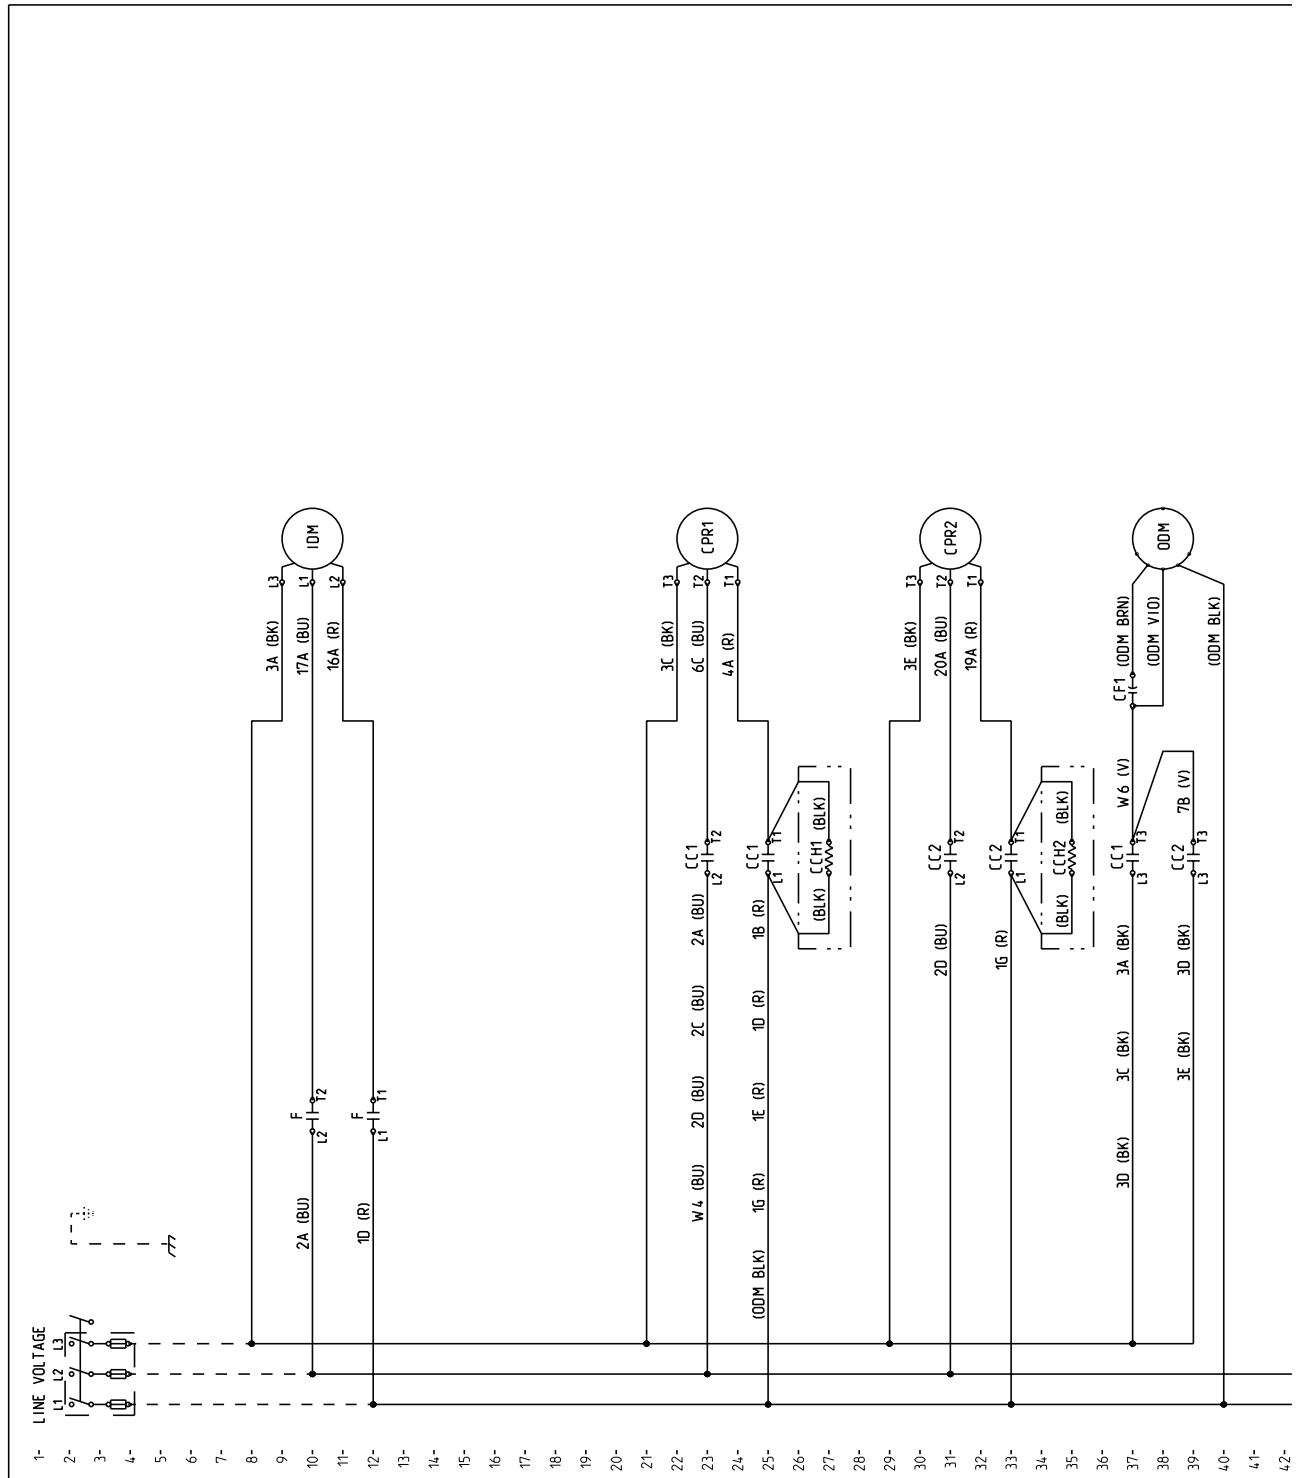 LINE VOLTAGE
L1
L2
L3
1-
2-
3-
4-
5-
6-
7-
8-
9-
3A (BK)
L3
10-
2A (BU)
L2
F
T2
17A (BU)
L1
IDM
11-
16A (R)
L2
12-
1D (R)
L1
F
T1
13-
14-
15-
16-
17-
18-
19-
20-
21-
22-
3C (BK)
T3
23-
W4 (BU)
2D (BU)
2C (BU)
2A (BU)
L2
CC1
T2
6C (BU)
T2
CPR1
24-
4A (R)
T1
25-
(ODM BLK)
1G (R)
1E (R)
1D (R)
1B (R)
L1
CC1
T1
26-
27-
(BLK)
CCH1
(BLK)
28-
29-
30-
3E (BK)
T3
31-
2D (BU)
L2
CC2
T2
20A (BU)
T2
CPR2
32-
19A (R)
T1
33-
1G (R)
L1
CC2
T1
34-
35-
(BLK)
CCH2
(BLK)
36-
37-
3D (BK)
3C (BK)
3A (BK)
L3
CC1
T3
W6 (V)
CF1
(ODM BRN)
38-
(ODM VIO)
ODM
39-
3E (BK)
3D (BK)
L3
CC2
T3
7B (V)
40-
(ODM BLK)
41-
42-